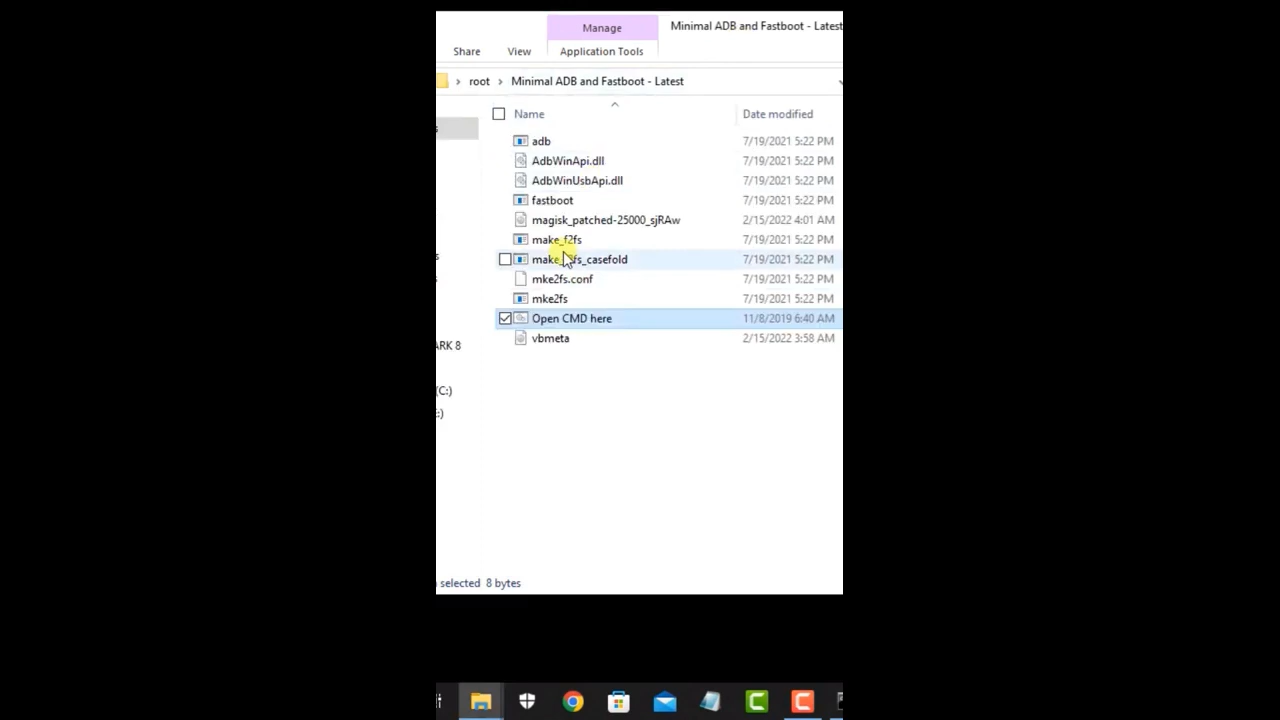 Manage
Minimal ADB and Fastboot - Latest
Share
View
Application Tools
root
Minimal ADB and Fastboot - Latest
Name
Date modified
adb
7/19/2021 5:22 PM
AdbWinApi.dll
7/19/2021 5:22 PM
AdbWinUsbApi.dll
7/19/2021 5:22 PM
fastboot
7/19/2021 5:22 PM
magisk_patched-25000_sjRAw
2/15/2022 4:01 AM
make_f2fs
7/19/2021 5:22 PM
make_f2fs_casefold
7/19/2021 5:22 PM
mke2fs.conf
7/19/2021 5:22 PM
mke2fs
7/19/2021 5:22 PM
Open CMD here
11/8/2019 6:40 AM
vbmeta
2/15/2022 3:58 AM
ARK 8
(C:)
:)
selected 8 bytes